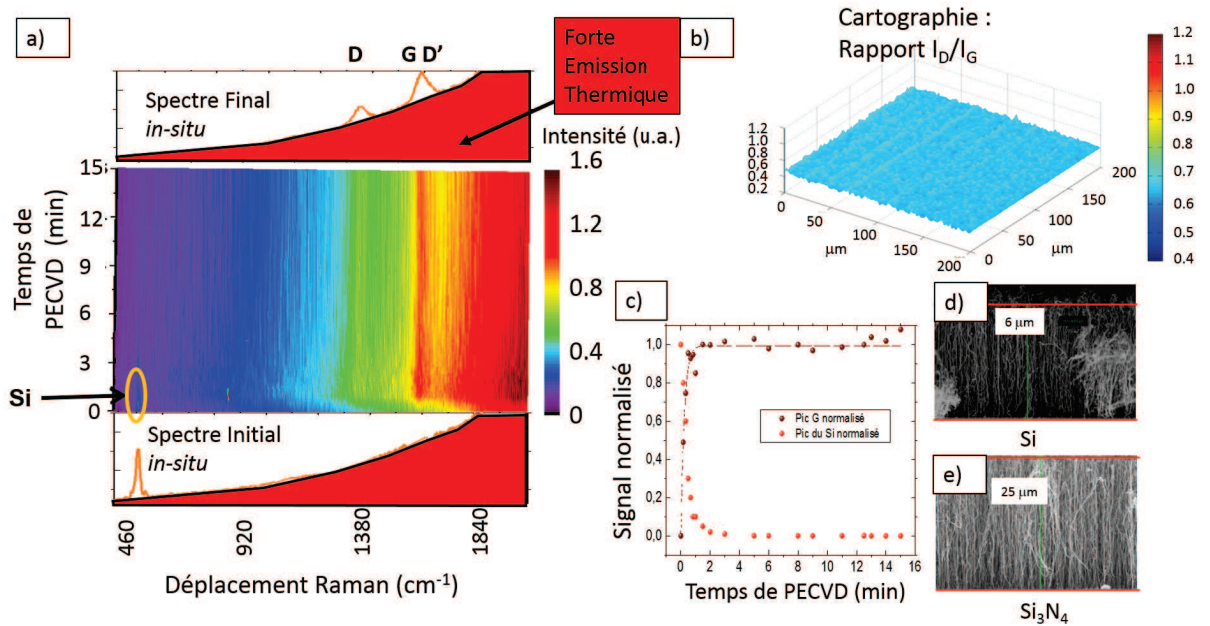 a)
D
G D’
Spectre Final
in-situ
Forte
Emission
Thermique
Intensité (u.a.)
1.6
1.2
0.8
0.4
0
Temps de
PECVD (min)
15
12
9
6
3
0
Si
Spectre Initial
in-situ
460
920
1380
1840
Déplacement Raman (cm⁻¹)
b)
Cartographie :
Rapport I_D/I_G
1.2
1.0
0,8
0,6
0,4
0.2
0
50
100
150
200
μm
0
50
100
150
200
μm
1.2
1.1
1.0
0.9
0.8
0.7
0.6
0.5
0.4
c)
Signal normalisé
1,0
0,8
0,6
0,4
0,2
0,0
Pic G normalisé
Pic du Si normalisé
0 2 4 6 8 10 12 14 16
Temps de PECVD (min)
d)
6 μm
Si
e)
25 μm
Si₃N₄